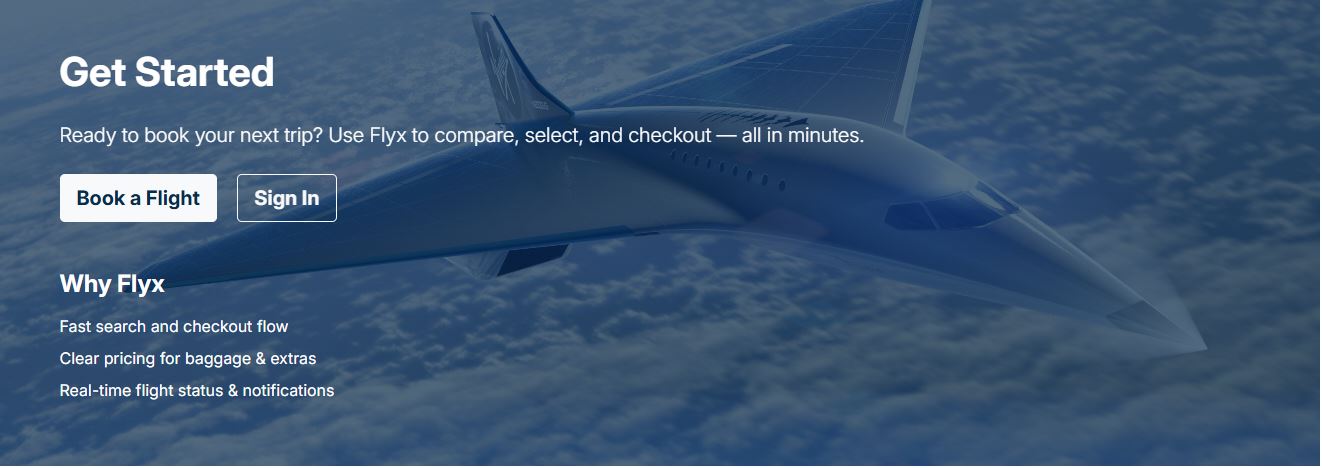 Get Started
Ready to book your next trip? Use Flyx to compare, select, and checkout — all in minutes.
Book a Flight
Sign In
Why Flyx
Fast search and checkout flow
Clear pricing for baggage & extras
Real-time flight status & notifications